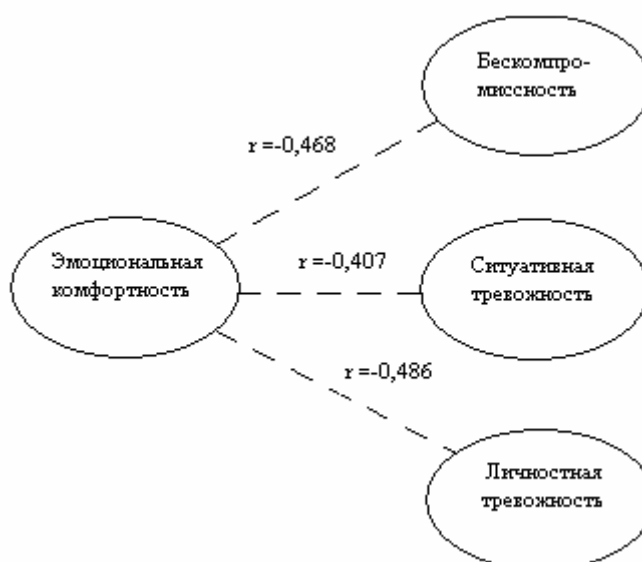 Бескомпро-
миссность
r =-0,468
Эмоциональная
комфортность
r =-0,407
Ситуативная
тревожность
r =-0,486
Личностная
тревожность